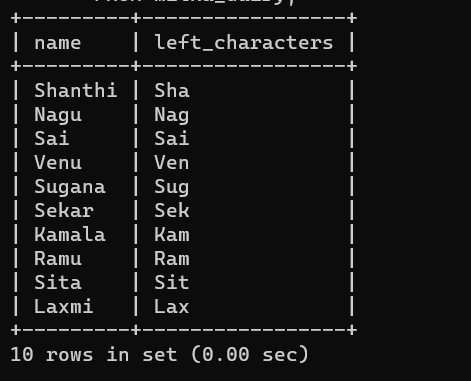 +---------+-----------------+
| name    | left_characters |
+---------+-----------------+
| Shanthi | Sha             |
| Nagu    | Nag             |
| Sai     | Sai             |
| Venu    | Ven             |
| Sugana  | Sug             |
| Sekar   | Sek             |
| Kamala  | Kam             |
| Ramu    | Ram             |
| Sita    | Sit             |
| Laxmi   | Lax             |
+---------+-----------------+
10 rows in set (0.00 sec)